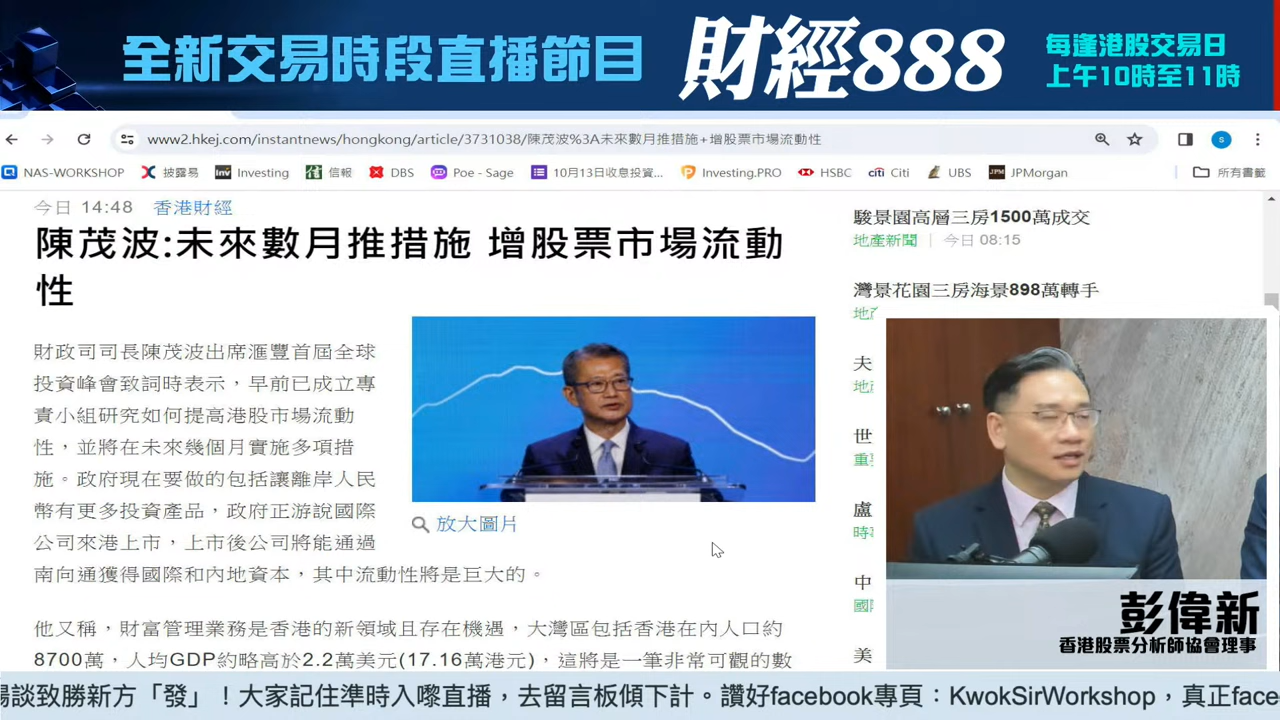 全新交易時段直播節目
財經888
每逢港股交易日
上午10時至11時
www2.hkej.com/instantnews/hongkong/article/3731038/陳茂波%3A未來數月推措施+增股票市場流動性
NAS-WORKSHOP 披露易 Investing 信報 DBS Poe - Sage 10月13日收息投資... Investing.PRO HSBC Citi UBS JPMorgan 所有書籤
今日 14:48 香港財經
陳茂波:未來數月推措施 增股票市場流動
性
財政司司長陳茂波出席滙豐首屆全球
投資峰會致詞時表示，早前已成立專
責小組研究如何提高港股市場流動
性，並將在未來幾個月實施多項措
施。政府現在要做的包括讓離岸人民
幣有更多投資產品，政府正游說國際
公司來港上市，上市後公司將能通過
南向通獲得國際和內地資本，其中流動性將是巨大的。
放大圖片
他又稱，財富管理業務是香港的新領域且存在機遇，大灣區包括香港在內人口約
8700萬，人均GDP約略高於2.2萬美元(17.16萬港元)，這將是一筆非常可觀的數
駿景園高層三房1500萬成交
地產新聞 | 今日 08:15
灣景花園三房海景898萬轉手
地
夫
地
世
重
盧
時
中
國
美
彭偉新
香港股票分析師協會理事
場談致勝新方「發」！大家記住準時入嚟直播，去留言板傾下計。讚好facebook專頁：KwokSirWorkshop，真正face